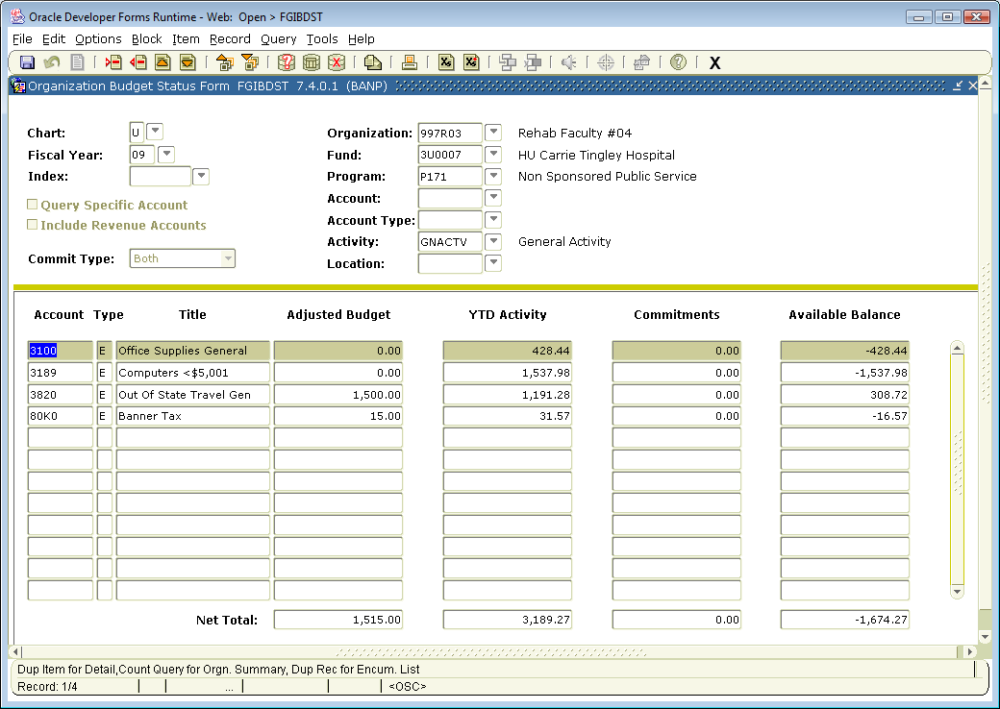 Oracle Developer Forms Runtime - Web:  Open > FGIBDST
File Edit Options Block Item Record Query Tools Help
Organization Budget Status Form  FGIBDST  7.4.0.1  (BANP)
Chart: U Organization: 997R03 Rehab Faculty #04
Fiscal Year: 09 Fund: 3U0007 HU Carrie Tingley Hospital
Index: Program: P171 Non Sponsored Public Service
Account:
Query Specific Account
Account Type:
Include Revenue Accounts
Activity: GNACTV General Activity
Commit Type: Both Location:
Account Type Title Adjusted Budget YTD Activity Commitments Available Balance
3100 E Office Supplies General 0.00 428.44 0.00 -428.44
3189 E Computers <$5,001 0.00 1,537.98 0.00 -1,537.98
3820 E Out Of State Travel Gen 1,500.00 1,191.28 0.00 308.72
80K0 E Banner Tax 15.00 31.57 0.00 -16.57
Net Total: 1,515.00 3,189.27 0.00 -1,674.27
Dup Item for Detail,Count Query for Orgn. Summary, Dup Rec for Encum. List
Record: 1/4 ... <OSC>